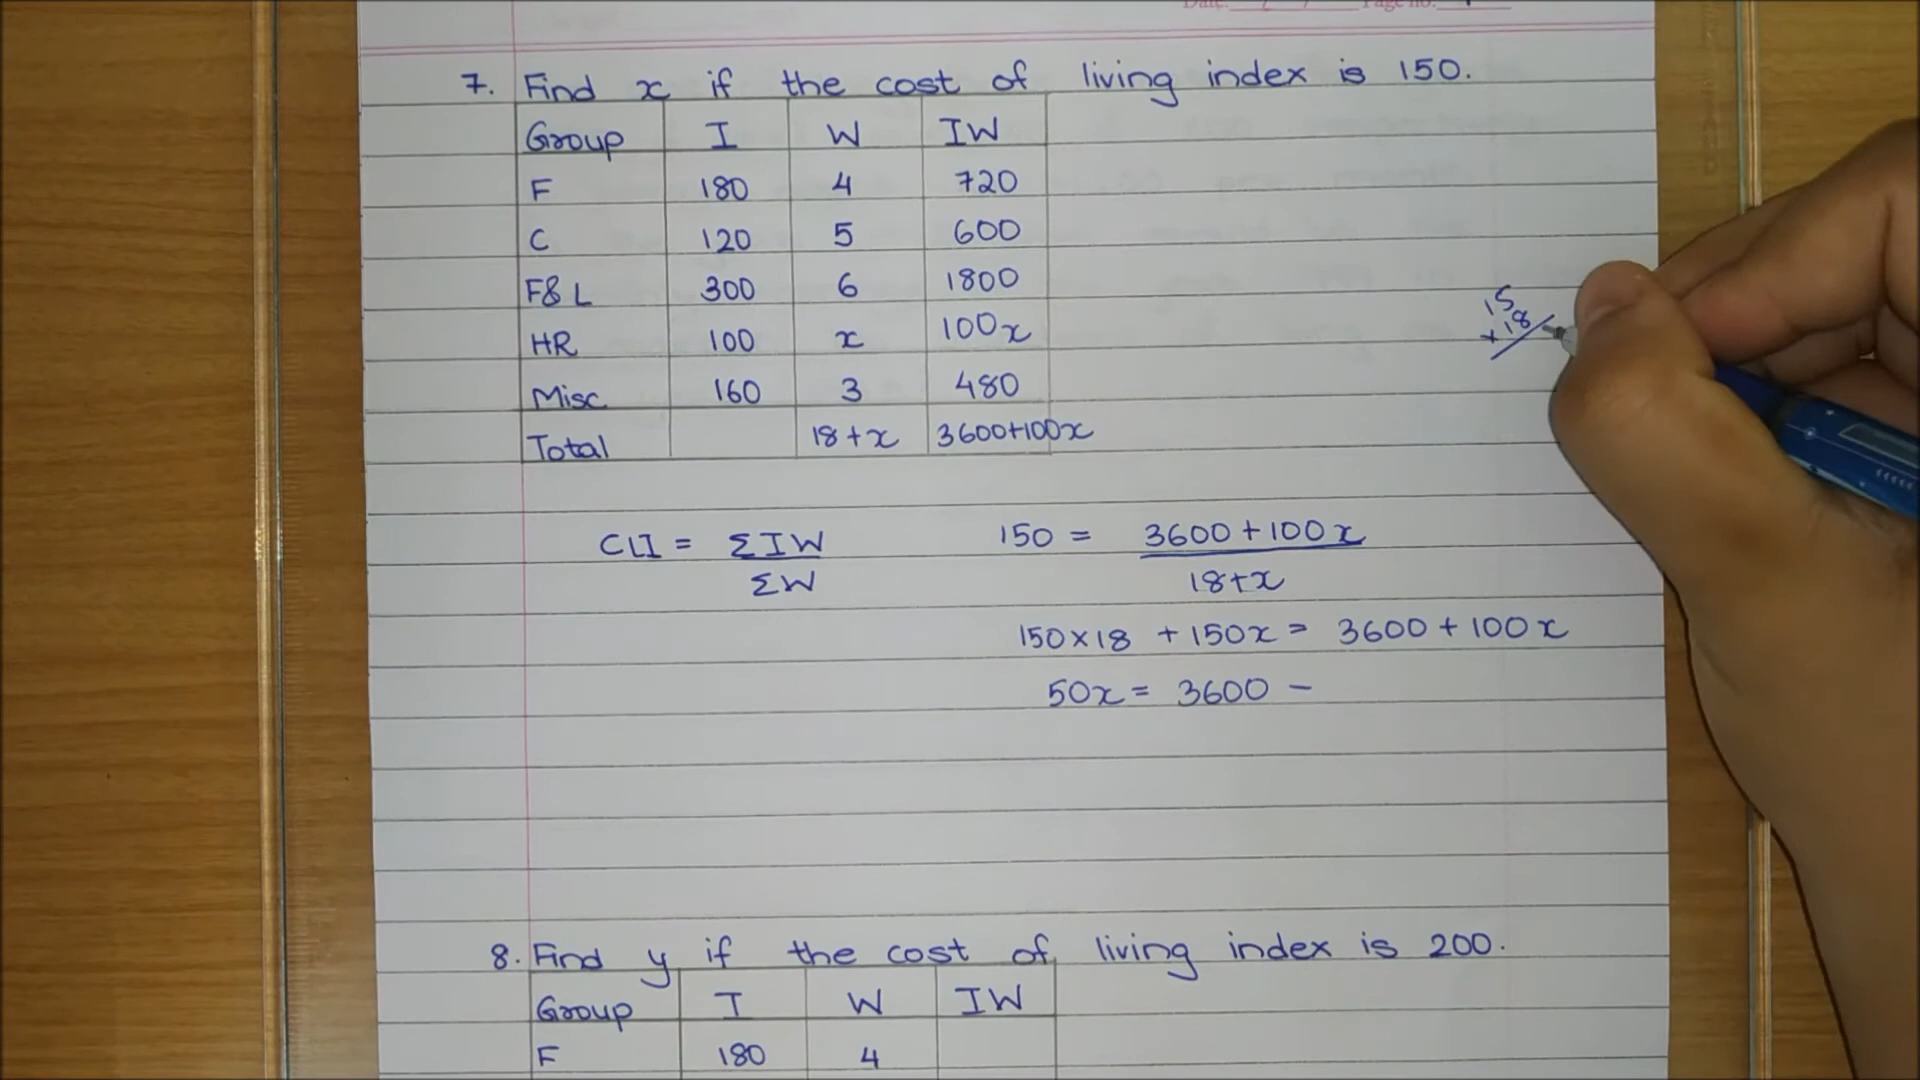 Date: Page no.
7. Find x if the cost of living index is 150.
Group I W IW
F 180 4 720
C 120 5 600
F& L 300 6 1800
HR 100 x 100x
Misc 160 3 480
Total 18+x 3600+100x
15
+18
CLI = ΣIW 150 = 3600+100x
ΣW 18+x
150×18 + 150x = 3600+100x
50x = 3600 -
8. Find y if the cost of living index is 200.
Group I W IW
F 180 4